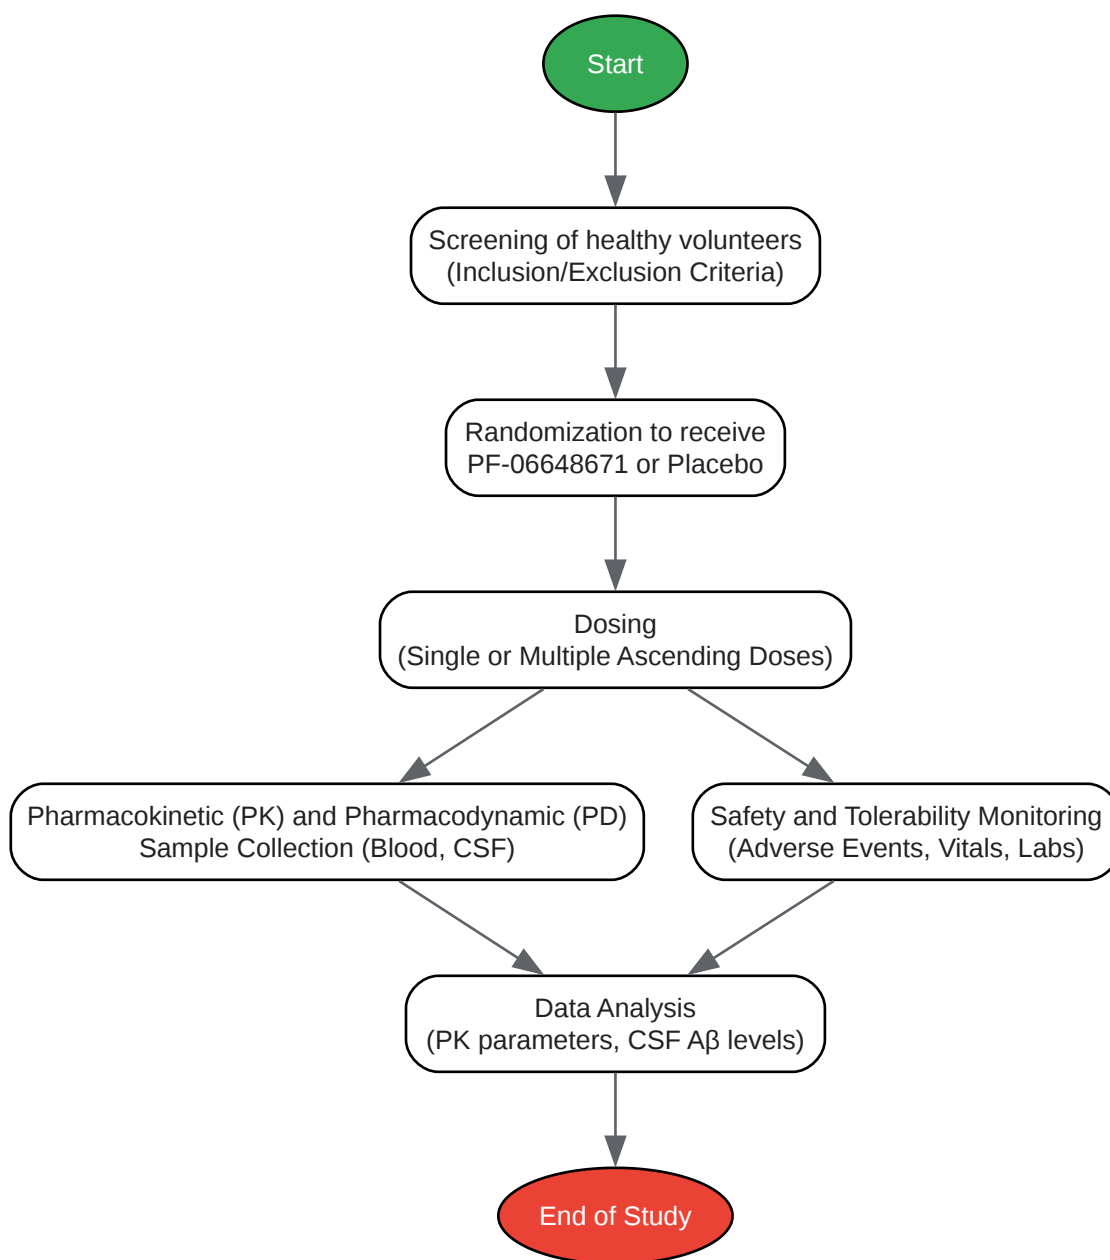 Start
Screening of healthy volunteers
(Inclusion/Exclusion Criteria)
Randomization to receive
PF-06648671 or Placebo
Dosing
(Single or Multiple Ascending Doses)
Pharmacokinetic (PK) and Pharmacodynamic (PD)
Sample Collection (Blood, CSF)
Safety and Tolerability Monitoring
(Adverse Events, Vitals, Labs)
Data Analysis
(PK parameters, CSF Aβ levels)
End of Study